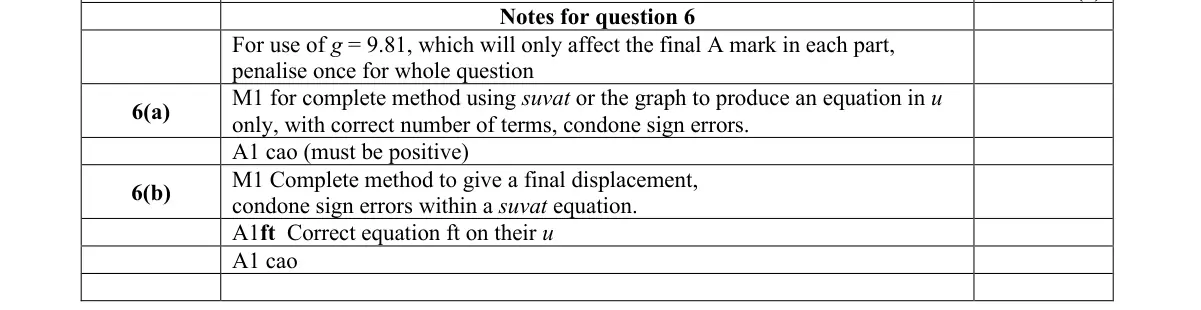 Notes for question 6
For use of g = 9.81, which will only affect the final A mark in each part,
penalise once for whole question
6(a)
M1 for complete method using suvat or the graph to produce an equation in u
only, with correct number of terms, condone sign errors.
A1 cao (must be positive)
6(b)
M1 Complete method to give a final displacement,
condone sign errors within a suvat equation.
A1ft Correct equation ft on their u
A1 cao